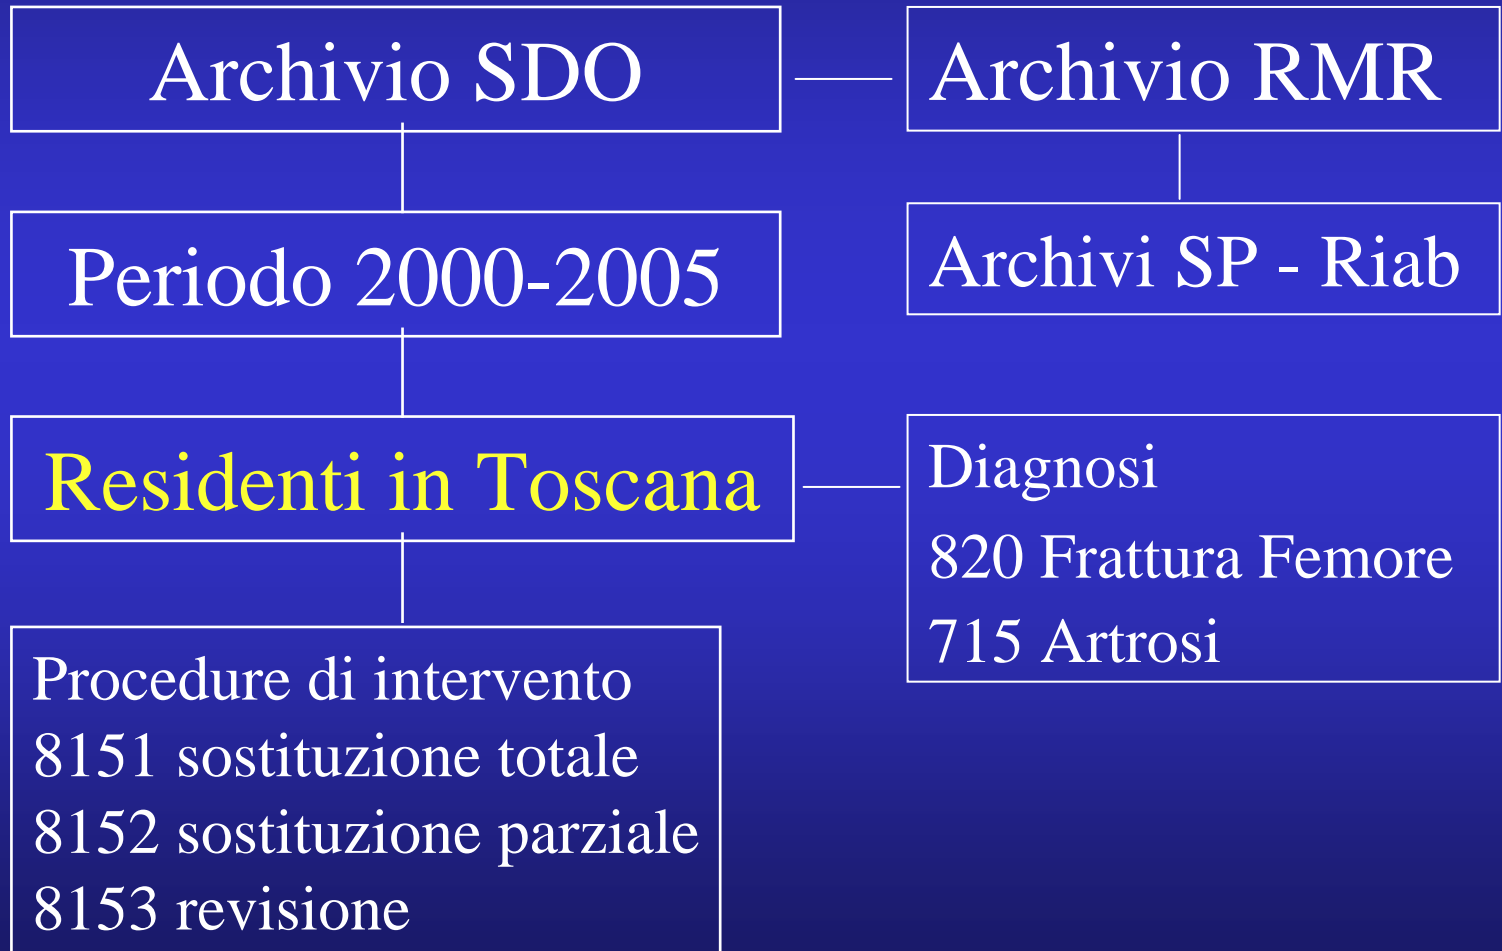 Archivio SDO
Archivio RMR
Periodo 2000-2005
Archivi SP - Riab
Residenti in Toscana
Diagnosi
820 Frattura Femore
715 Artrosi
Procedure di intervento
8151 sostituzione totale
8152 sostituzione parziale
8153 revisione